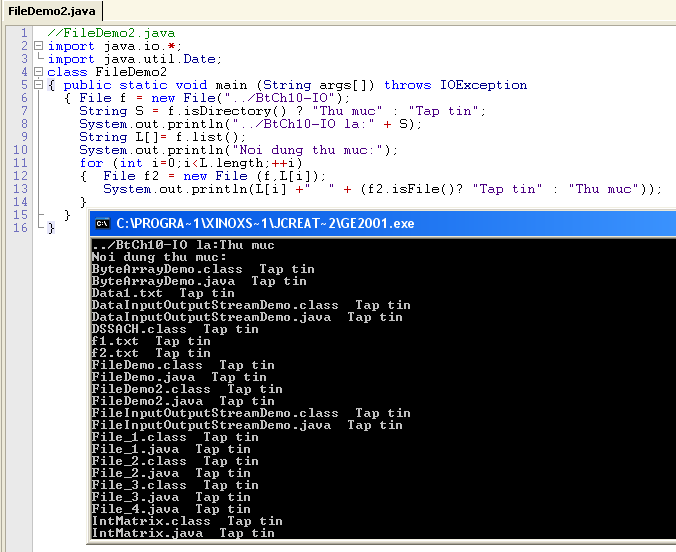 FileDemo2.java
1 //FileDemo2.java
2 import java.io.*;
3 import java.util.Date;
4 class FileDemo2
5 { public static void main (String args[]) throws IOException
6 { File f = new File("../BtCh10-IO");
7 String S = f.isDirectory() ? "Thu muc" : "Tap tin";
8 System.out.println("../BtCh10-IO la:" + S);
9 String L[]= f.list();
10 System.out.println("Noi dung thu muc:");
11 for (int i=0;i<L.length;++i)
12 { File f2 = new File (f,L[i]);
13 System.out.println(L[i] +"  " + (f2.isFile()? "Tap tin" : "Thu muc"));
14 }
15 }
16 }
C:\PROGRA~1\XINOXS~1\JCREAT~2\GE2001.exe
../BtCh10-IO la:Thu muc
Noi dung thu muc:
ByteArrayDemo.class  Tap tin
ByteArrayDemo.java  Tap tin
Data1.txt  Tap tin
DataInputOutputStreamDemo.class  Tap tin
DataInputOutputStreamDemo.java  Tap tin
DSSACH.class  Tap tin
f1.txt  Tap tin
f2.txt  Tap tin
FileDemo.class  Tap tin
FileDemo.java  Tap tin
FileDemo2.class  Tap tin
FileDemo2.java  Tap tin
FileInputOutputStreamDemo.class  Tap tin
FileInputOutputStreamDemo.java  Tap tin
File_1.class  Tap tin
File_1.java  Tap tin
File_2.class  Tap tin
File_2.java  Tap tin
File_3.class  Tap tin
File_3.java  Tap tin
File_4.java  Tap tin
IntMatrix.class  Tap tin
IntMatrix.java  Tap tin